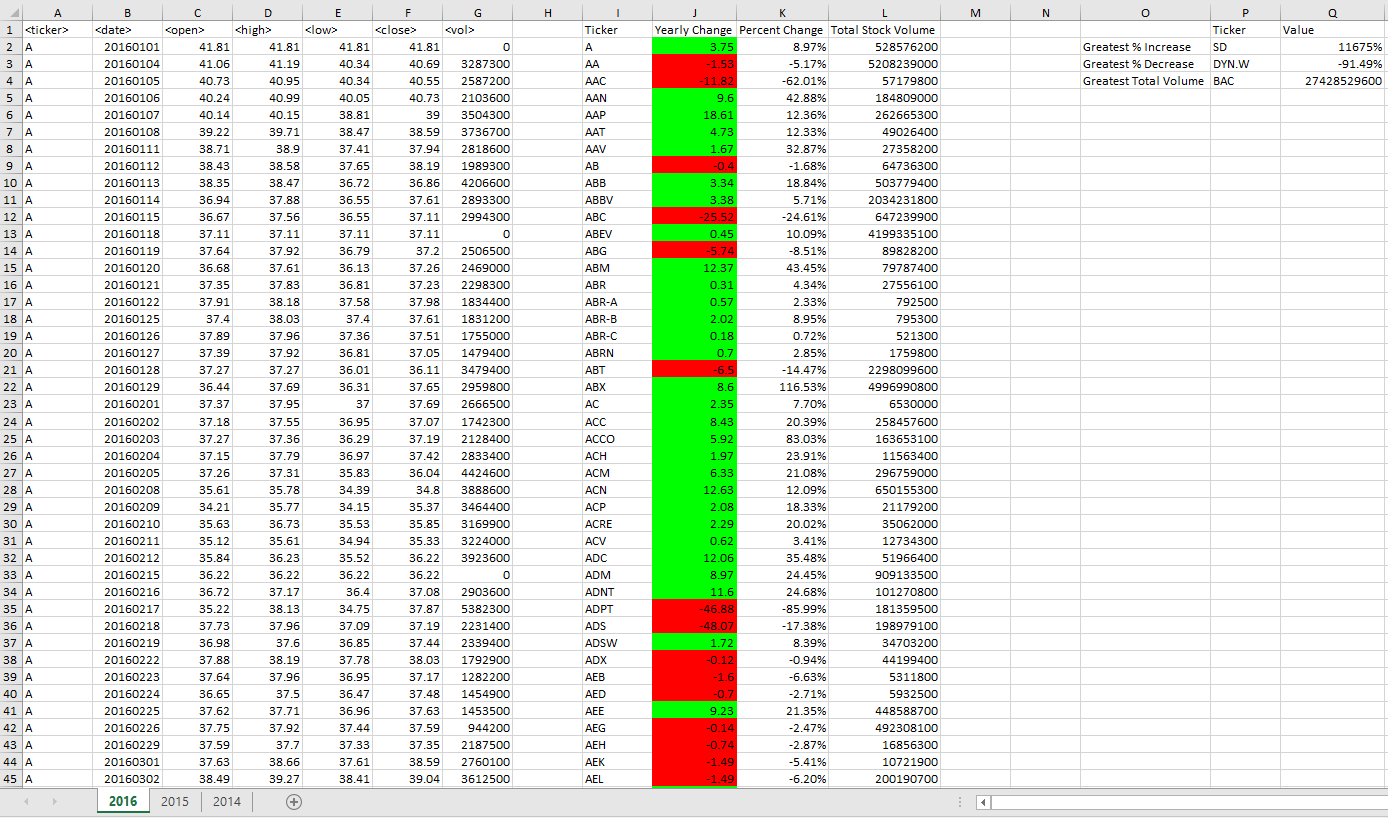 A B C D E F G H I J K L M N O P Q
1 <ticker> <date> <open> <high> <low> <close> <vol> Ticker Yearly Change Percent Change Total Stock Volume Ticker Value
2 A 20160101 41.81 41.81 41.81 41.81 0 A 3.75 8.97% 528576200 Greatest % Increase SD 11675%
3 A 20160104 41.06 41.19 40.34 40.69 3287300 AA -1.53 -5.17% 5208239000 Greatest % Decrease DYN.W -91.49%
4 A 20160105 40.73 40.95 40.34 40.55 2587200 AAC -11.82 -62.01% 57179800 Greatest Total Volume BAC 27428529600
5 A 20160106 40.24 40.99 40.05 40.73 2103600 AAN 9.6 42.88% 184809000
6 A 20160107 40.14 40.15 38.81 39 3504300 AAP 18.61 12.36% 262665300
7 A 20160108 39.22 39.71 38.47 38.59 3736700 AAT 4.73 12.33% 49026400
8 A 20160111 38.71 38.9 37.41 37.94 2818600 AAV 1.67 32.87% 27358200
9 A 20160112 38.43 38.58 37.65 38.19 1989300 AB -0.4 -1.68% 64736300
10 A 20160113 38.35 38.47 36.72 36.86 4206600 ABB 3.34 18.84% 503779400
11 A 20160114 36.94 37.88 36.55 37.61 2893300 ABBV 3.38 5.71% 2034231800
12 A 20160115 36.67 37.56 36.55 37.11 2994300 ABC -25.52 -24.61% 647239900
13 A 20160118 37.11 37.11 37.11 37.11 0 ABEV 0.45 10.09% 4199335100
14 A 20160119 37.64 37.92 36.79 37.2 2506500 ABG -5.74 -8.51% 89828200
15 A 20160120 36.68 37.61 36.13 37.26 2469000 ABM 12.37 43.45% 79787400
16 A 20160121 37.35 37.83 36.81 37.23 2298300 ABR 0.31 4.34% 27556100
17 A 20160122 37.91 38.18 37.58 37.98 1834400 ABR-A 0.57 2.33% 792500
18 A 20160125 37.4 38.03 37.4 37.61 1831200 ABR-B 2.02 8.95% 795300
19 A 20160126 37.89 37.96 37.36 37.51 1755000 ABR-C 0.18 0.72% 521300
20 A 20160127 37.39 37.92 36.81 37.05 1479400 ABRN 0.7 2.85% 1759800
21 A 20160128 37.27 37.27 36.01 36.11 3479400 ABT -6.5 -14.47% 2298099600
22 A 20160129 36.44 37.69 36.31 37.65 2959800 ABX 8.6 116.53% 4996990800
23 A 20160201 37.37 37.95 37 37.69 2666500 AC 2.35 7.70% 6530000
24 A 20160202 37.18 37.55 36.95 37.07 1742300 ACC 8.43 20.39% 258457600
25 A 20160203 37.27 37.36 36.29 37.19 2128400 ACCO 5.92 83.03% 163653100
26 A 20160204 37.15 37.79 36.97 37.42 2833400 ACH 1.97 23.91% 11563400
27 A 20160205 37.26 37.31 35.83 36.04 4424600 ACM 6.33 21.08% 296759000
28 A 20160208 35.61 35.78 34.39 34.8 3888600 ACN 12.63 12.09% 650155300
29 A 20160209 34.21 35.77 34.15 35.37 3464400 ACP 2.08 18.33% 21179200
30 A 20160210 35.63 36.73 35.53 35.85 3169900 ACRE 2.29 20.02% 35062000
31 A 20160211 35.12 35.61 34.94 35.33 3224000 ACV 0.62 3.41% 12734300
32 A 20160212 35.84 36.23 35.52 36.22 3923600 ADC 12.06 35.48% 51966400
33 A 20160215 36.22 36.22 36.22 36.22 0 ADM 8.97 24.45% 909133500
34 A 20160216 36.72 37.17 36.4 37.08 2903600 ADNT 11.6 24.68% 101270800
35 A 20160217 35.22 38.13 34.75 37.87 5382300 ADPT -46.88 -85.99% 181359500
36 A 20160218 37.73 37.96 37.09 37.19 2231400 ADS -48.07 -17.38% 198979100
37 A 20160219 36.98 37.6 36.85 37.44 2339400 ADSW 1.72 8.39% 34703200
38 A 20160222 37.88 38.19 37.78 38.03 1792900 ADX -0.12 -0.94% 44199400
39 A 20160223 37.64 37.96 36.95 37.17 1282200 AEB -1.6 -6.63% 5311800
40 A 20160224 36.65 37.5 36.47 37.48 1454900 AED -0.7 -2.71% 5932500
41 A 20160225 37.62 37.71 36.96 37.63 1453500 AEE 9.23 21.35% 448588700
42 A 20160226 37.75 37.92 37.44 37.59 944200 AEG -0.14 -2.47% 492308100
43 A 20160229 37.59 37.7 37.33 37.35 2187500 AEH -0.74 -2.87% 16856300
44 A 20160301 37.63 38.66 37.61 38.59 2760100 AEK -1.49 -5.41% 10721900
45 A 20160302 38.49 39.27 38.41 39.04 3612500 AEL -1.49 -6.20% 200190700
2016 2015 2014